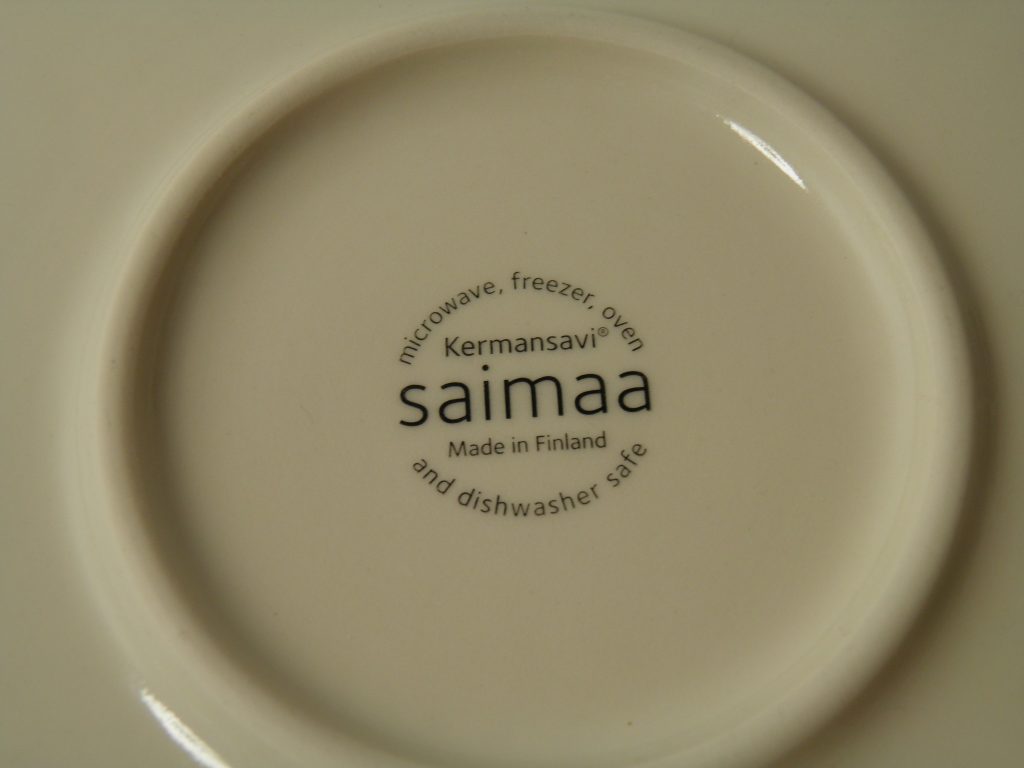 microwave, freezer, oven
Kermansavi®
saimaa
Made in Finland
and dishwasher safe